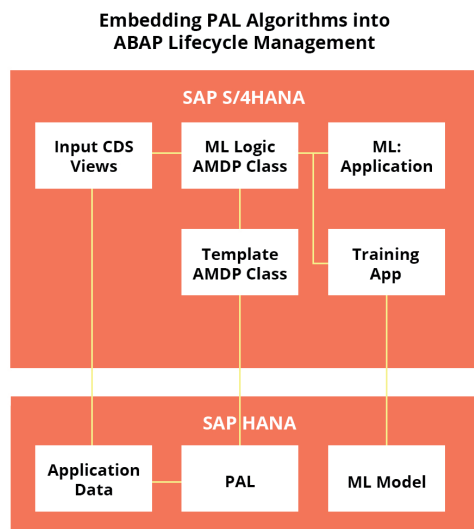 Embedding PAL Algorithms into
ABAP Lifecycle Management
SAP S/4HANA
Input CDS
Views
ML Logic
AMDP Class
ML:
Application
Template
AMDP Class
Training
App
SAP HANA
Application
Data
PAL
ML Model